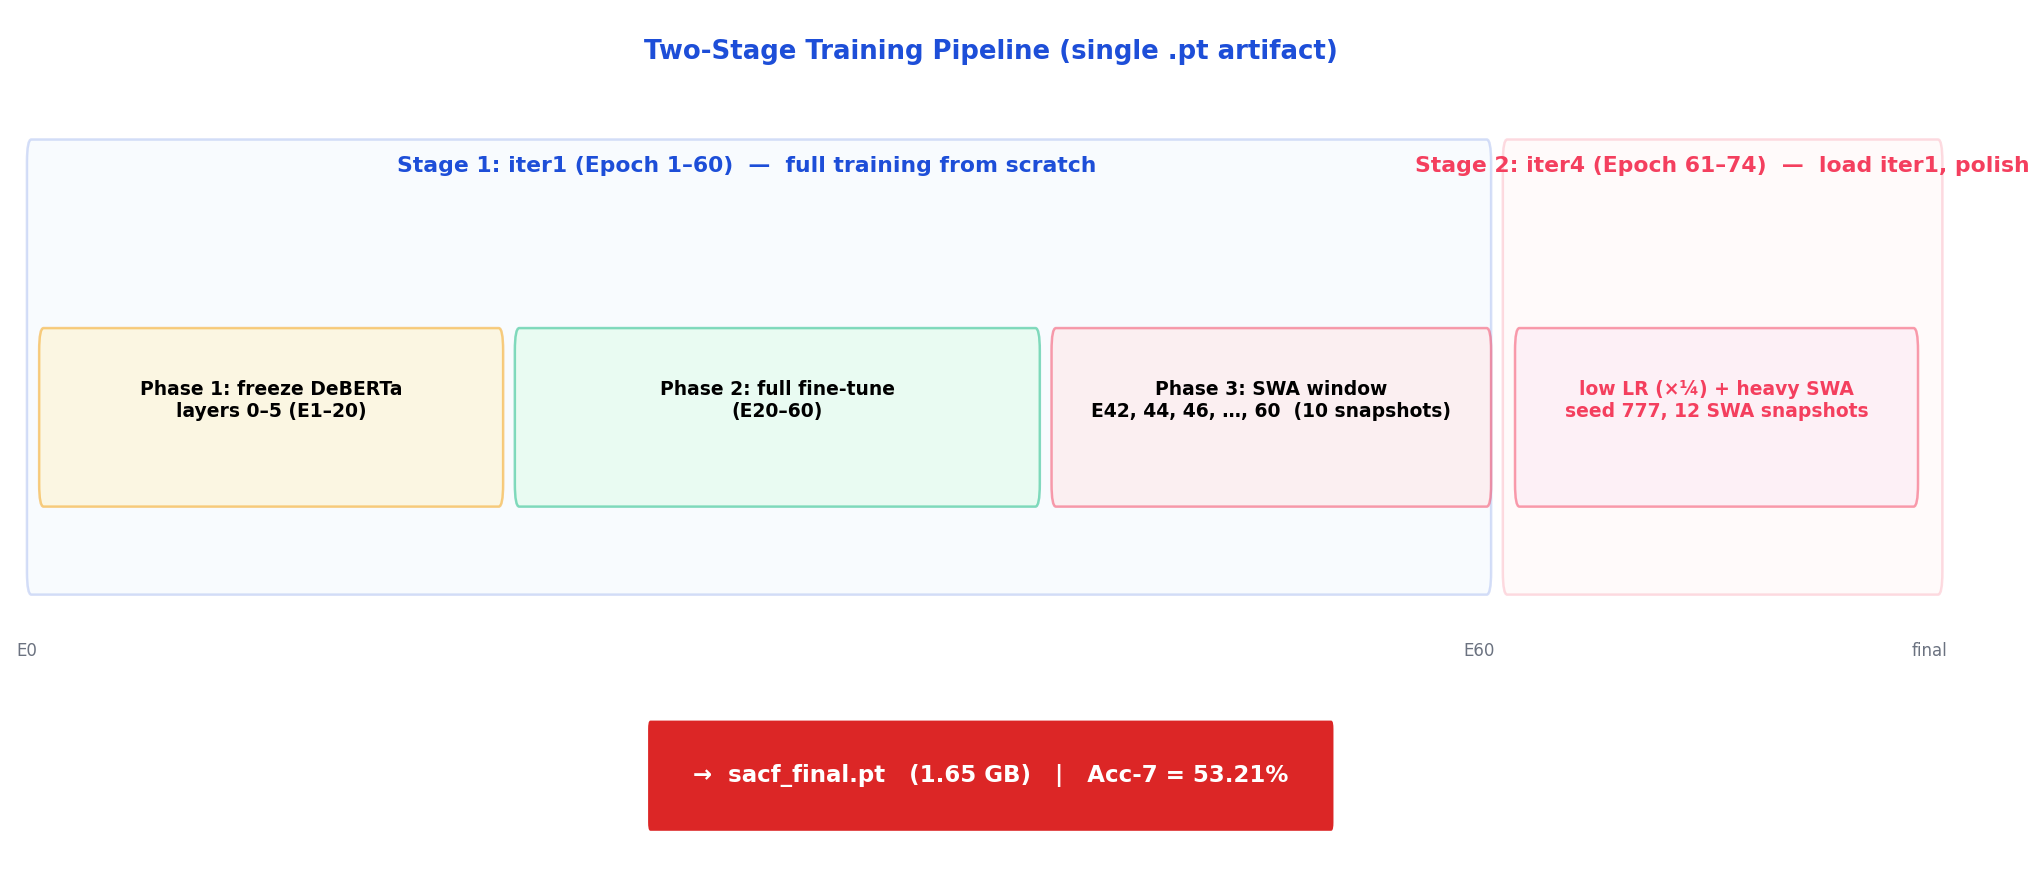 Two-Stage Training Pipeline (single .pt artifact)
Stage 1: iter1 (Epoch 1–60)  —  full training from scratch
Stage 2: iter4 (Epoch 61–74)  —  load iter1, polish
Phase 1: freeze DeBERTa
layers 0–5 (E1–20)
Phase 2: full fine-tune
(E20–60)
Phase 3: SWA window
E42, 44, 46, …, 60  (10 snapshots)
low LR (×¼) + heavy SWA
seed 777, 12 SWA snapshots
E0
E60
final
→  sacf_final.pt   (1.65 GB)   |   Acc-7 = 53.21%